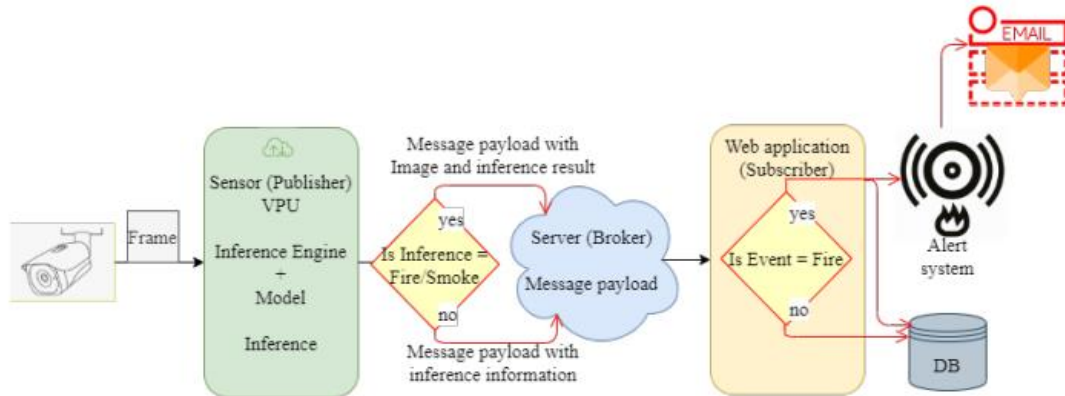 EMAIL
Message payload with
Image and inference result
Web application
(Subscriber)
Sensor (Publisher)
VPU
Frame
yes
yes
Inference Engine
+
Model
Is Inference =
Fire/Smoke
Server (Broker)
Message payload
Is Event = Fire
Alert
system
no
no
Inference
Message payload with
inference information
DB